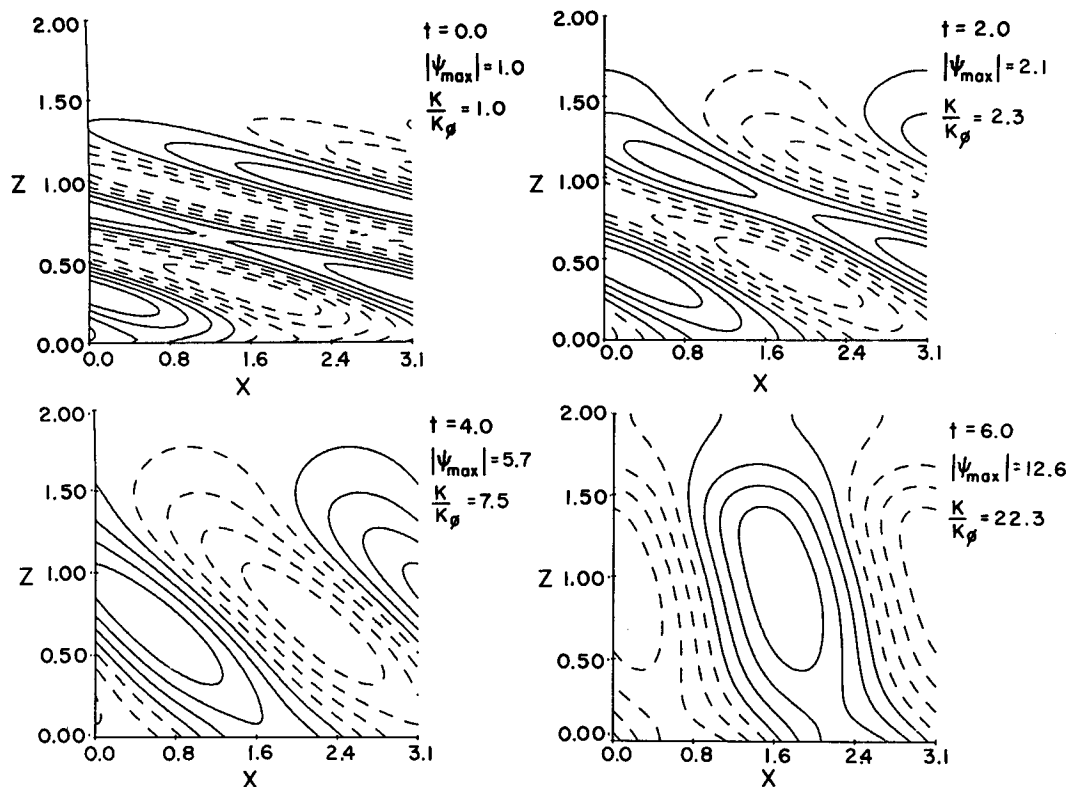 2.00
1.50
Z 1.00
0.50
0.00
0.0 0.8 1.6 2.4 3.1
X
t = 0.0
|ψmax| = 1.0
K/Kø = 1.0
2.00
1.50
Z 1.00
0.50
0.00
0.0 0.8 1.6 2.4 3.1
X
t = 2.0
|ψmax| = 2.1
K/Kø = 2.3
2.00
1.50
Z 1.00
0.50
0.00
0.0 0.8 1.6 2.4 3.1
X
t = 4.0
|ψmax| = 5.7
K/Kø = 7.5
2.00
1.50
Z 1.00
0.50
0.00
0.0 0.8 1.6 2.4 3.1
X
t = 6.0
|ψmax| = 12.6
K/Kø = 22.3